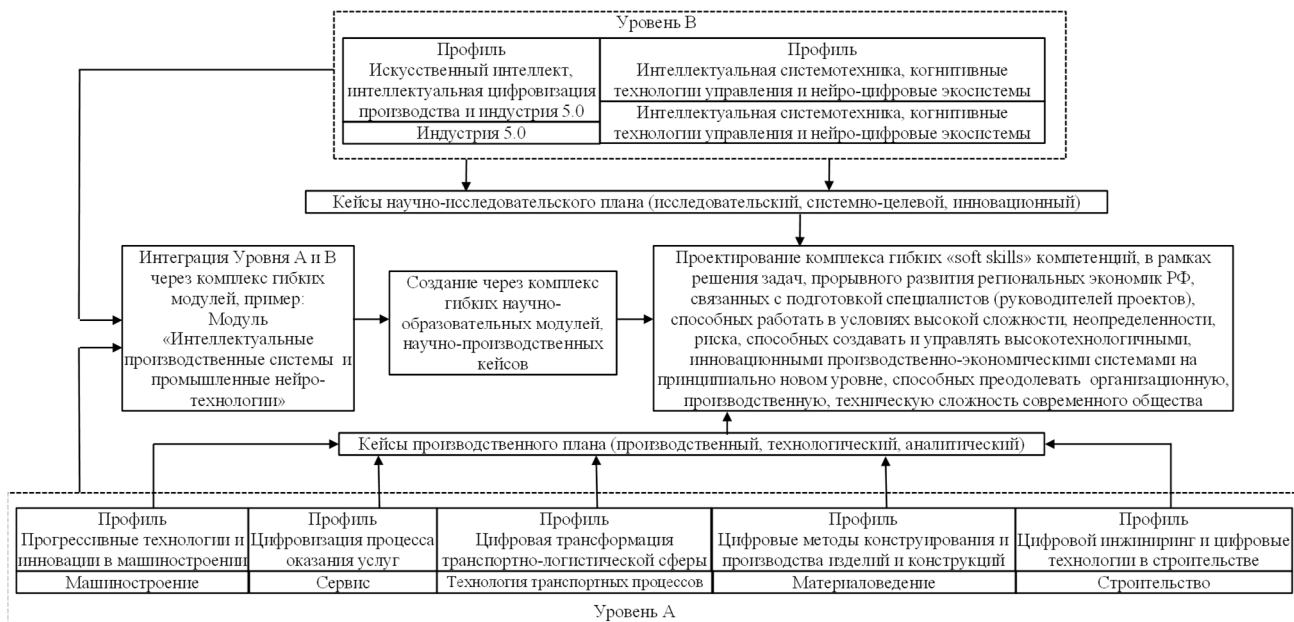 Уровень В
Профиль
Искусственный интеллект,
интеллектуальная цифровизация
производства и индустрия 5.0
Индустрия 5.0
Профиль
Интеллектуальная системотехника, когнитивные
технологии управления и нейро-цифровые экосистемы
Интеллектуальная системотехника, когнитивные
технологии управления и нейро-цифровые экосистемы
Кейсы научно-исследовательского плана (исследовательский, системно-целевой, инновационный)
Интеграция Уровня А и В
через комплекс гибких
модулей, пример:
Модуль
«Интеллектуальные
производственные системы и
промышленные нейро-
технологии»
Создание через комплекс
гибких научно-
образовательных модулей,
научно-производственных
кейсов
Проектирование комплекса гибких «soft skills» компетенций, в рамках
решения задач, прорывного развития региональных экономик РФ,
связанных с подготовкой специалистов (руководителей проектов),
способных работать в условиях высокой сложности, неопределенности,
риска, способных создавать и управлять высокотехнологичными,
инновационными производственно-экономическими системами на
принципиально новом уровне, способных преодолевать организационную,
производственную, техническую сложность современного общества
Кейсы производственного плана (производственный, технологический, аналитический)
Профиль
Прогрессивные технологии и
инновации в машиностроении
Машиностроение
Профиль
Цифровизация процесса
оказания услуг
Сервис
Профиль
Цифровая трансформация
транспортно-логистической сферы
Технология транспортных процессов
Профиль
Цифровые методы конструирования и
производства изделий и конструкций
Материаловедение
Профиль
Цифровой инжиниринг и цифровые
технологии в строительстве
Строительство
Уровень А